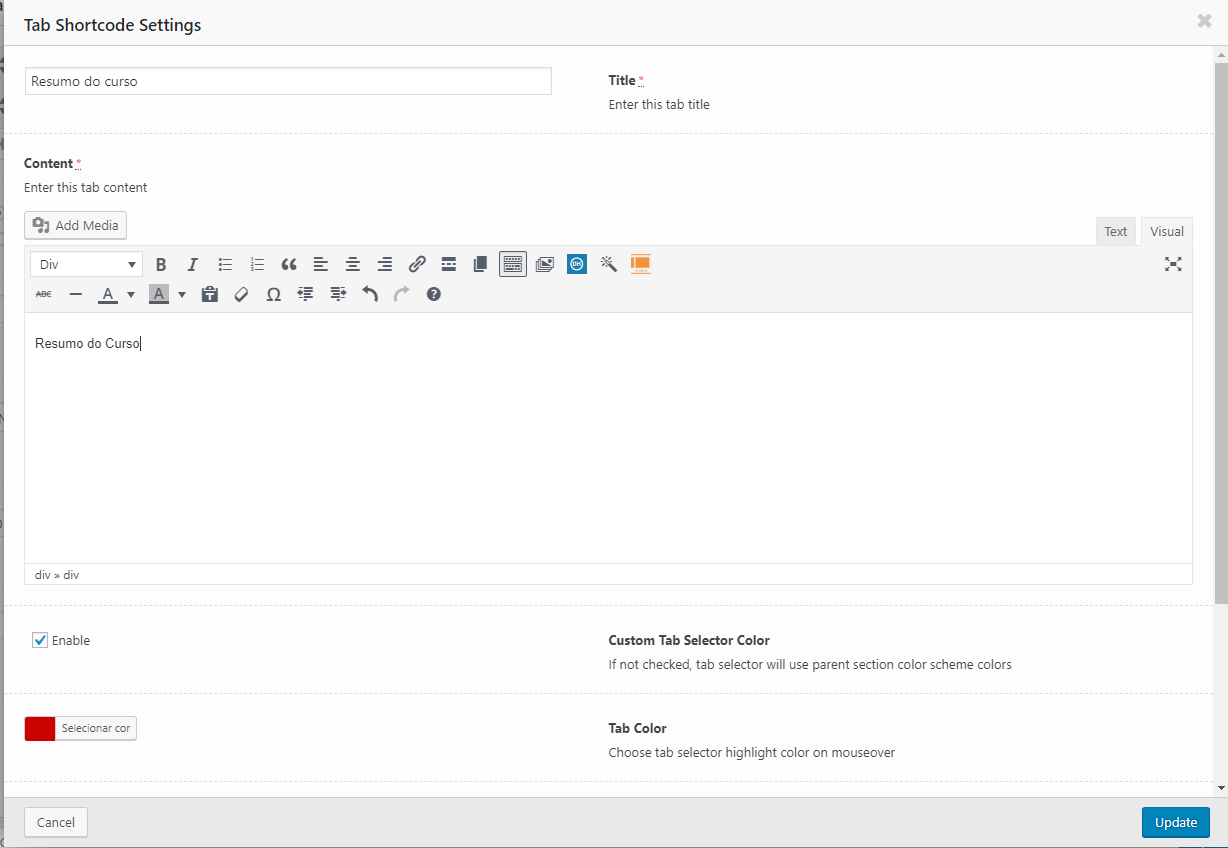 Tab Shortcode Settings
Resumo do curso
Title *
Enter this tab title
Content *
Enter this tab content
Add Media
Text Visual
Div
ABC A A
Resumo do Curso
div » div
Enable
Custom Tab Selector Color
If not checked, tab selector will use parent section color scheme colors
Selecionar cor
Tab Color
Choose tab selector highlight color on mouseover
Cancel Update